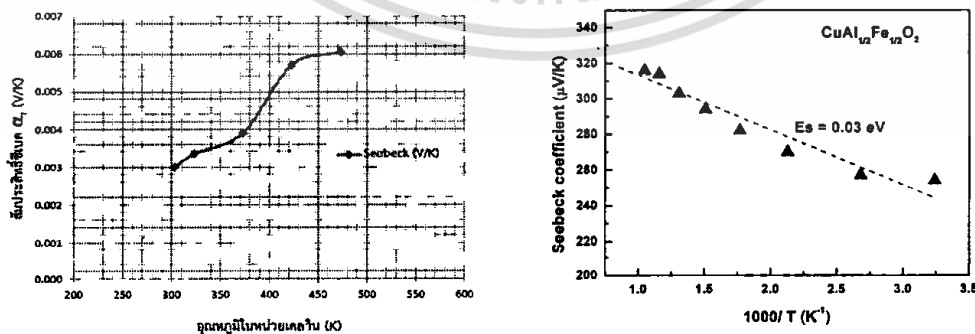 0.007
0.006
0.005
0.004
0.003
0.002
0.001
0.000
สัมประสิทธิ์ซีเบค α, (V/K)
Seebeck (V/K)
200 250 300 350 400 450 500 550 600
อุณหภูมิในหน่วยเคลวิน (K)
CuAl1/2Fe1/2O2
340
320
300
280
260
240
220
200
Seebeck coefficient (μV/K)
Es = 0.03 eV
1.0 1.5 2.0 2.5 3.0 3.5
1000/ T (K⁻¹)